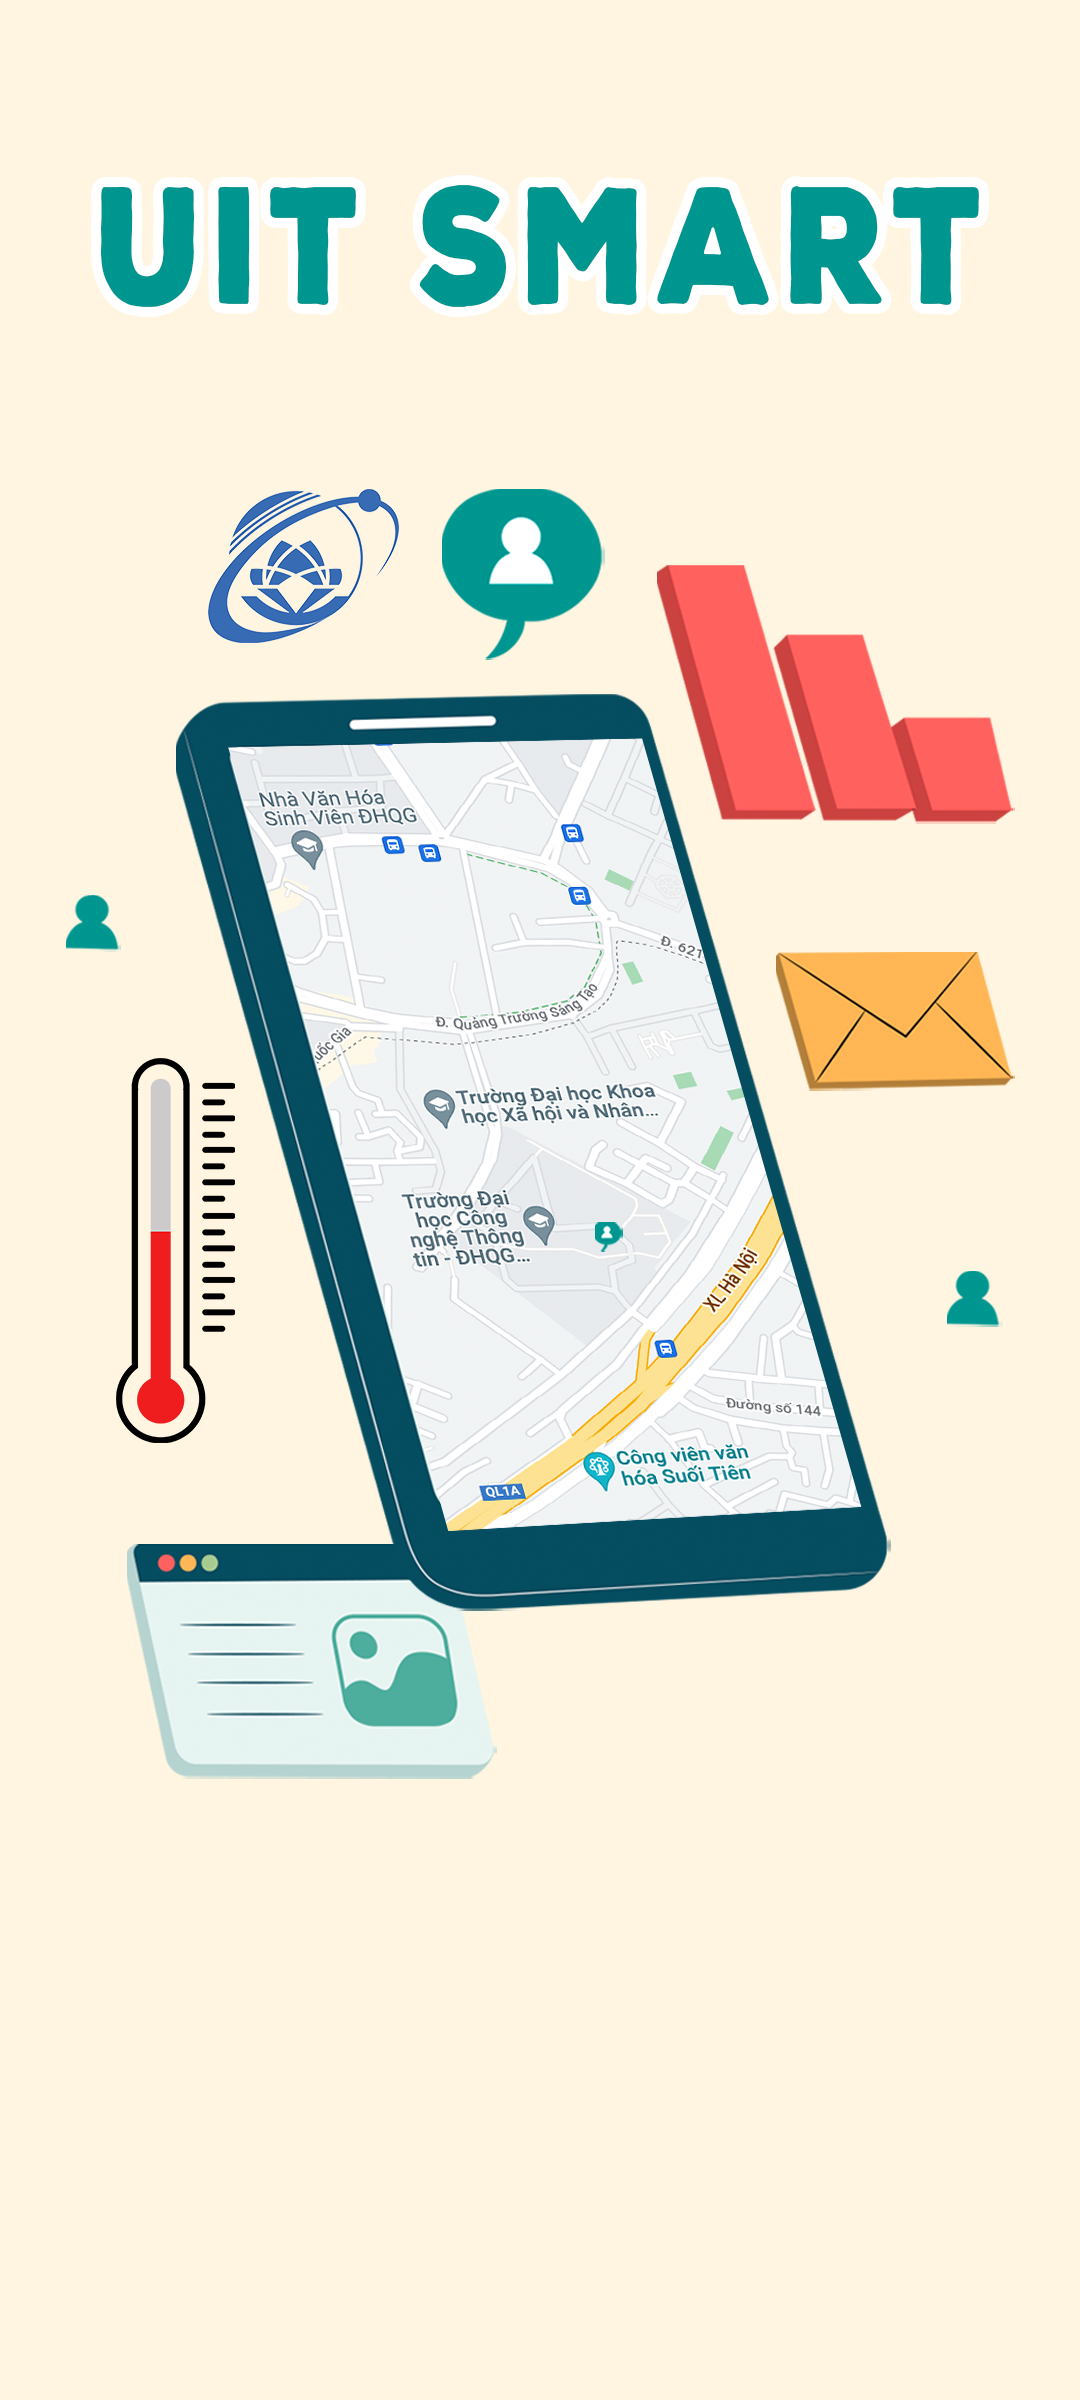 UIT SMART
Nhà Văn Hóa
Sinh Viên ĐHQG
Đ. 621
Đ. Quảng Trường Sáng Tạo
uốc Gia
Trường Đại học Khoa
học Xã hội và Nhân...
Trường Đại
học Công
nghệ Thông
tin - ĐHQG...
XL Hà Nội
Đường số 144
Công viên văn
hóa Suối Tiên
QL1A